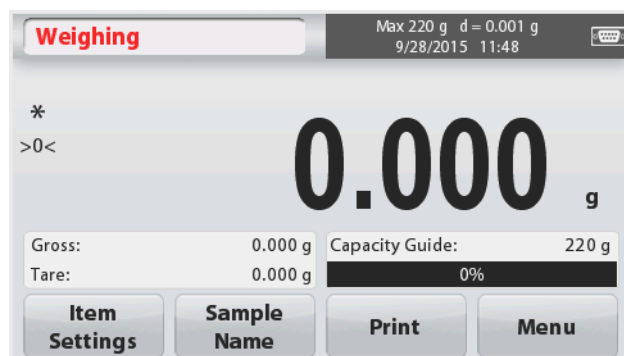 Weighing
Max 220 g d = 0.001 g
9/28/2015 11:48
*
>0<
0.000 g
Gross: 0.000 g
Tare: 0.000 g
Capacity Guide: 220 g
0%
Item
Settings
Sample
Name
Print
Menu